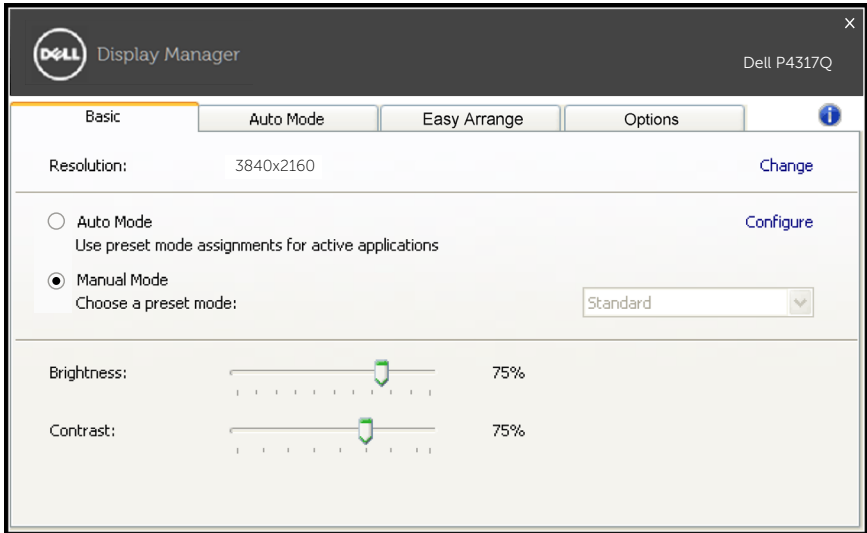 X
DELL Display Manager
Dell P4317Q
Basic Auto Mode Easy Arrange Options i
Resolution: 3840x2160 Change
Auto Mode Configure
Use preset mode assignments for active applications
Manual Mode
Choose a preset mode: Standard
Brightness: 75%
Contrast: 75%